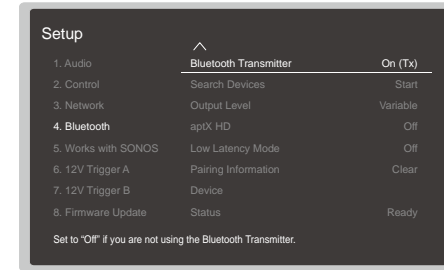 Setup
1. Audio
2. Control
3. Network
4. Bluetooth
5. Works with SONOS
6. 12V Trigger A
7. 12V Trigger B
8. Firmware Update
Bluetooth Transmitter On (Tx)
Search Devices Start
Output Level Variable
aptX HD Off
Low Latency Mode Off
Pairing Information Clear
Device
Status Ready
Set to “Off” if you are not using the Bluetooth Transmitter.